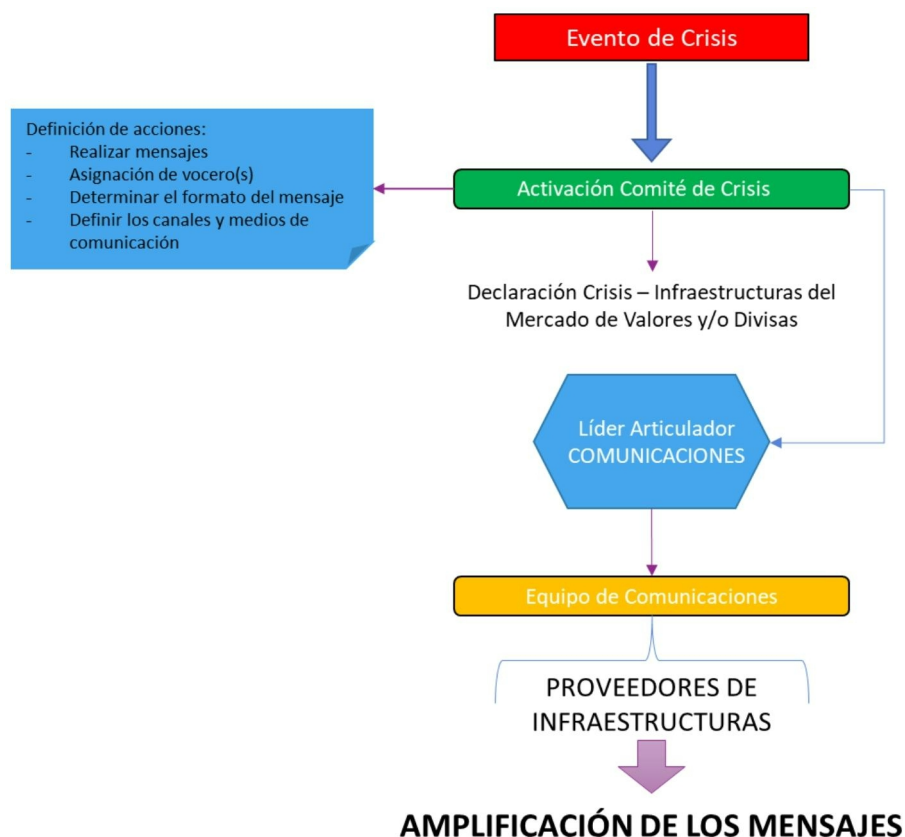 Evento de Crisis
Definición de acciones:
- Realizar mensajes
- Asignación de vocero(s)
- Determinar el formato del mensaje
- Definir los canales y medios de
comunicación
Activación Comité de Crisis
Declaración Crisis – Infraestructuras del
Mercado de Valores y/o Divisas
Líder Articulador
COMUNICACIONES
Equipo de Comunicaciones
PROVEEDORES DE
INFRAESTRUCTURAS
AMPLIFICACIÓN DE LOS MENSAJES